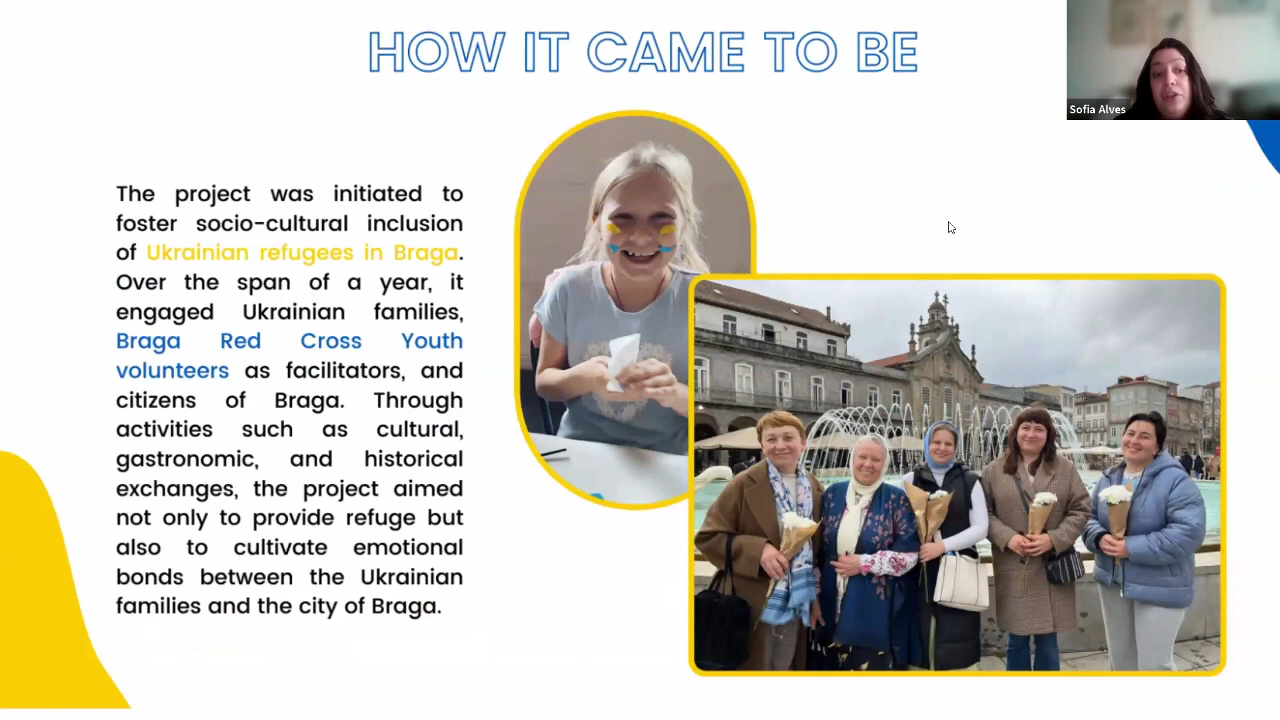 HOW IT CAME TO BE
Sofia Alves
The project was initiated to
foster socio-cultural inclusion
of Ukrainian refugees in Braga.
Over the span of a year, it
engaged Ukrainian families,
Braga Red Cross Youth
volunteers as facilitators, and
citizens of Braga. Through
activities such as cultural,
gastronomic, and historical
exchanges, the project aimed
not only to provide refuge but
also to cultivate emotional
bonds between the Ukrainian
families and the city of Braga.